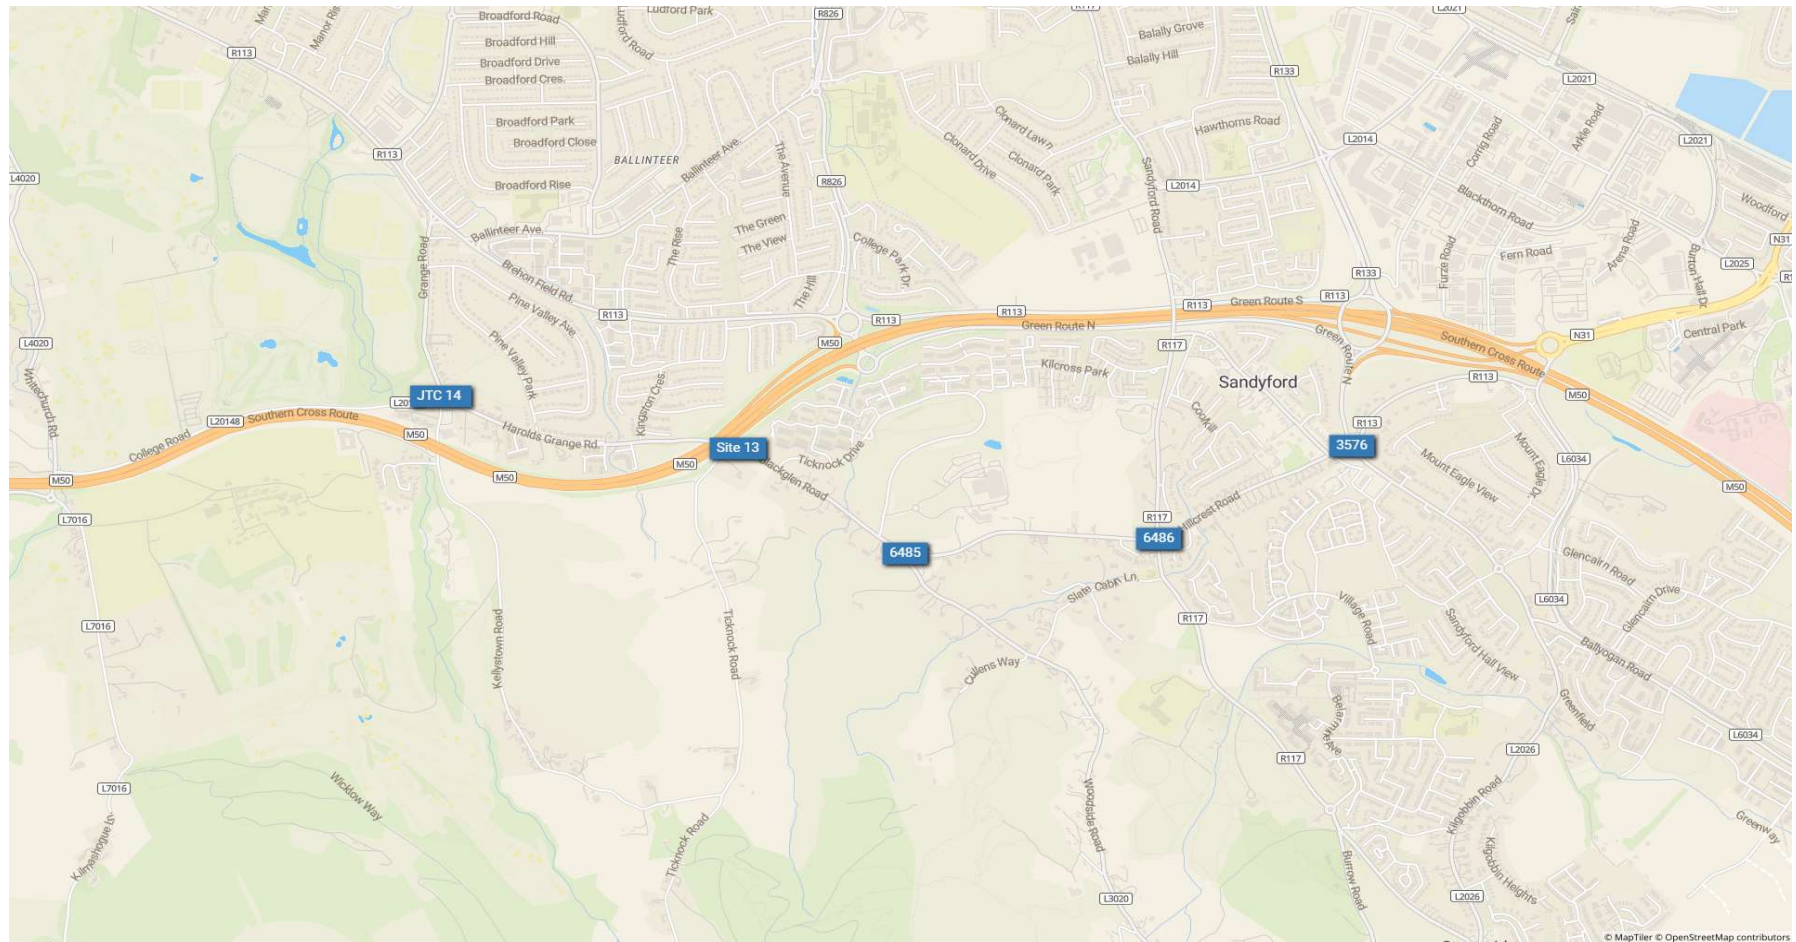 Broadford Road
Ludford Park
R826
R117
L2021
Manor Ris
Ludford Road
Balally Grove
R113
Broadford Hill
Balally Hill
Broadford Drive
R133
L2021
Broadford Cres.
Clonard Lawn
Hawthorns Road
Arkle Road
Broadford Park
Corrig Road
L2014
L2021
Broadford Close
Ballinteer Ave.
The Avenue
Clonard Drive
R113
BALLINTEER
Clonard Park
L4020
Broadford Rise
R826
Sandyford Road
L2014
Blackthorn Road
Woodford
The Green
Ballinteer Ave.
The Rise
The View
College Park Dr.
Arena Road
N31
Grange Road
Furze Road
Fern Road
Burton Hall Dr.
L2025
Brehon Field Rd.
R133
The Hill
Pine Valley Ave.
R113
R113
R113
R113
Green Route S
R113
Green Route N
Central Park
L4020
Pine Valley Park
M50
R117
Green Route N
Southern Cross Route
N31
Kilcross Park
Sandyford
R113
Whitechurch Rd
JTC 14
M50
L20148
Southern Cross Route
Kingston Cres.
Cookill
R113
College Road
M50
Harolds Grange Rd.
Site 13
3576
Mount Eagle Dr.
M50
M50
M50
Ticknock Drive
Mount Eagle View
L6034
M50
Blackglen Road
Hillcrest Road
L7016
R117
6485
6486
Glencairn Road
Slate Cabin Ln.
Village Road
L6034
Glencairn Drive
L7016
Kellystown Road
Ticknock Road
R117
Sandyford Hall View
Ballyogan Road
Cullens Way
Belarmine Ave.
Greenfield
L6034
L2026
R117
Wicklow Way
L7016
Woodside Road
Kilgobbin Road
Greenway
Kilmashogue Ln.
Ticknock Road
Burrow Road
Kilgobbin Heights
L3020
L2026
© MapTiler © OpenStreetMap contributors